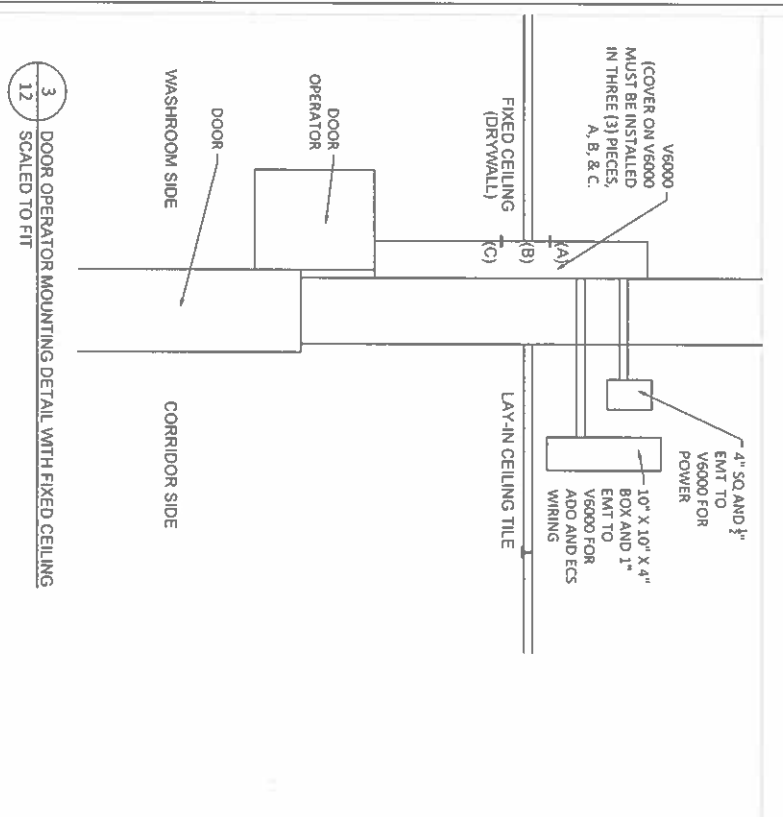 V6000
(COVER ON V6000
MUST BE INSTALLED
IN THREE (3) PIECES,
A, B, & C.
4" SQ AND ½"
EMT TO
V6000 FOR
POWER
10" X 10" X 4"
BOX AND 1"
EMT TO
V6000 FOR
ADO AND ECS
WIRING
FIXED CEILING
(DRYWALL)
(A)
(B)
(C)
LAY-IN CEILING TILE
DOOR
OPERATOR
DOOR
WASHROOM SIDE
CORRIDOR SIDE
3
12
DOOR OPERATOR MOUNTING DETAIL WITH FIXED CEILING
SCALED TO FIT